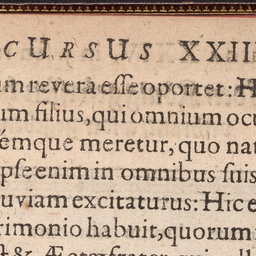 CURSUS XXII
um revera esse oportet: H
um filius, qui omnium ocu
émque meretur, quo nat
pse enim in omnibus suis
uviam excitaturus: Hic e
rimonio habuit, quorum